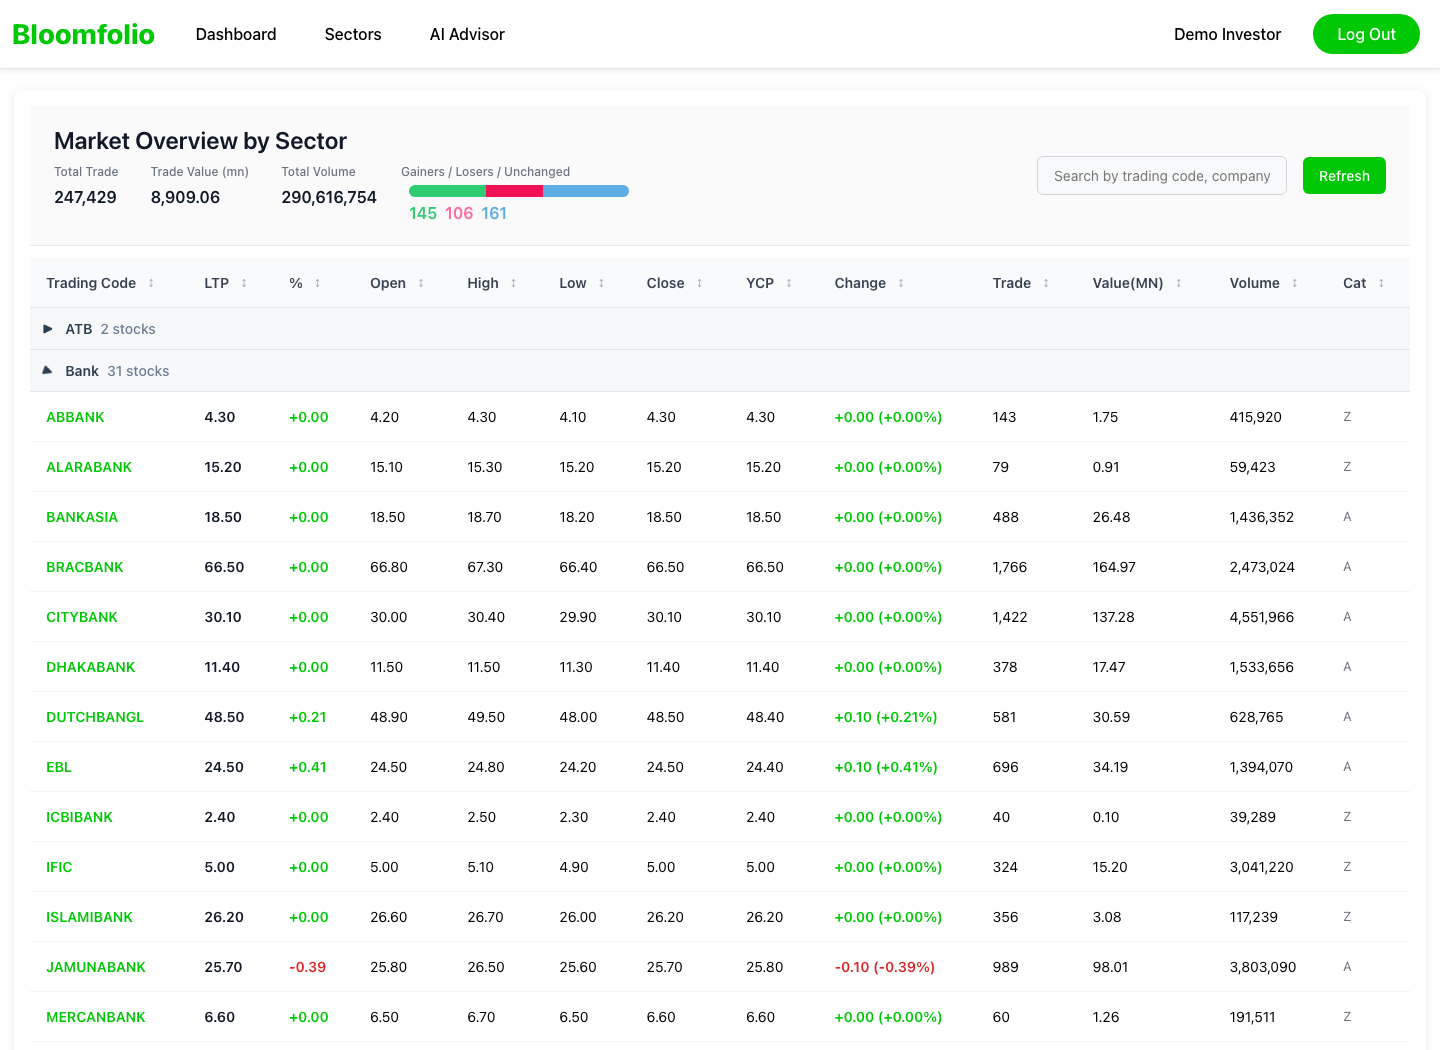 Bloomfolio Dashboard Sectors AI Advisor Demo Investor Log Out
Market Overview by Sector
Total Trade Trade Value (mn) Total Volume Gainers / Losers / Unchanged
247,429 8,909.06 290,616,754
145 106 161
Search by trading code, company Refresh
Trading Code ↕ LTP ↕ % ↕ Open ↕ High ↕ Low ↕ Close ↕ YCP ↕ Change ↕ Trade ↕ Value(MN) ↕ Volume ↕ Cat ↕
ATB 2 stocks
Bank 31 stocks
ABBANK 4.30 +0.00 4.20 4.30 4.10 4.30 4.30 +0.00 (+0.00%) 143 1.75 415,920 Z
ALARABANK 15.20 +0.00 15.10 15.30 15.20 15.20 15.20 +0.00 (+0.00%) 79 0.91 59,423 Z
BANKASIA 18.50 +0.00 18.50 18.70 18.20 18.50 18.50 +0.00 (+0.00%) 488 26.48 1,436,352 A
BRACBANK 66.50 +0.00 66.80 67.30 66.40 66.50 66.50 +0.00 (+0.00%) 1,766 164.97 2,473,024 A
CITYBANK 30.10 +0.00 30.00 30.40 29.90 30.10 30.10 +0.00 (+0.00%) 1,422 137.28 4,551,966 A
DHAKABANK 11.40 +0.00 11.50 11.50 11.30 11.40 11.40 +0.00 (+0.00%) 378 17.47 1,533,656 A
DUTCHBANGL 48.50 +0.21 48.90 49.50 48.00 48.50 48.40 +0.10 (+0.21%) 581 30.59 628,765 A
EBL 24.50 +0.41 24.50 24.80 24.20 24.50 24.40 +0.10 (+0.41%) 696 34.19 1,394,070 A
ICBIBANK 2.40 +0.00 2.40 2.50 2.30 2.40 2.40 +0.00 (+0.00%) 40 0.10 39,289 Z
IFIC 5.00 +0.00 5.00 5.10 4.90 5.00 5.00 +0.00 (+0.00%) 324 15.20 3,041,220 Z
ISLAMIBANK 26.20 +0.00 26.60 26.70 26.00 26.20 26.20 +0.00 (+0.00%) 356 3.08 117,239 Z
JAMUNABANK 25.70 -0.39 25.80 26.50 25.60 25.70 25.80 -0.10 (-0.39%) 989 98.01 3,803,090 A
MERCANBANK 6.60 +0.00 6.50 6.70 6.50 6.60 6.60 +0.00 (+0.00%) 60 1.26 191,511 Z